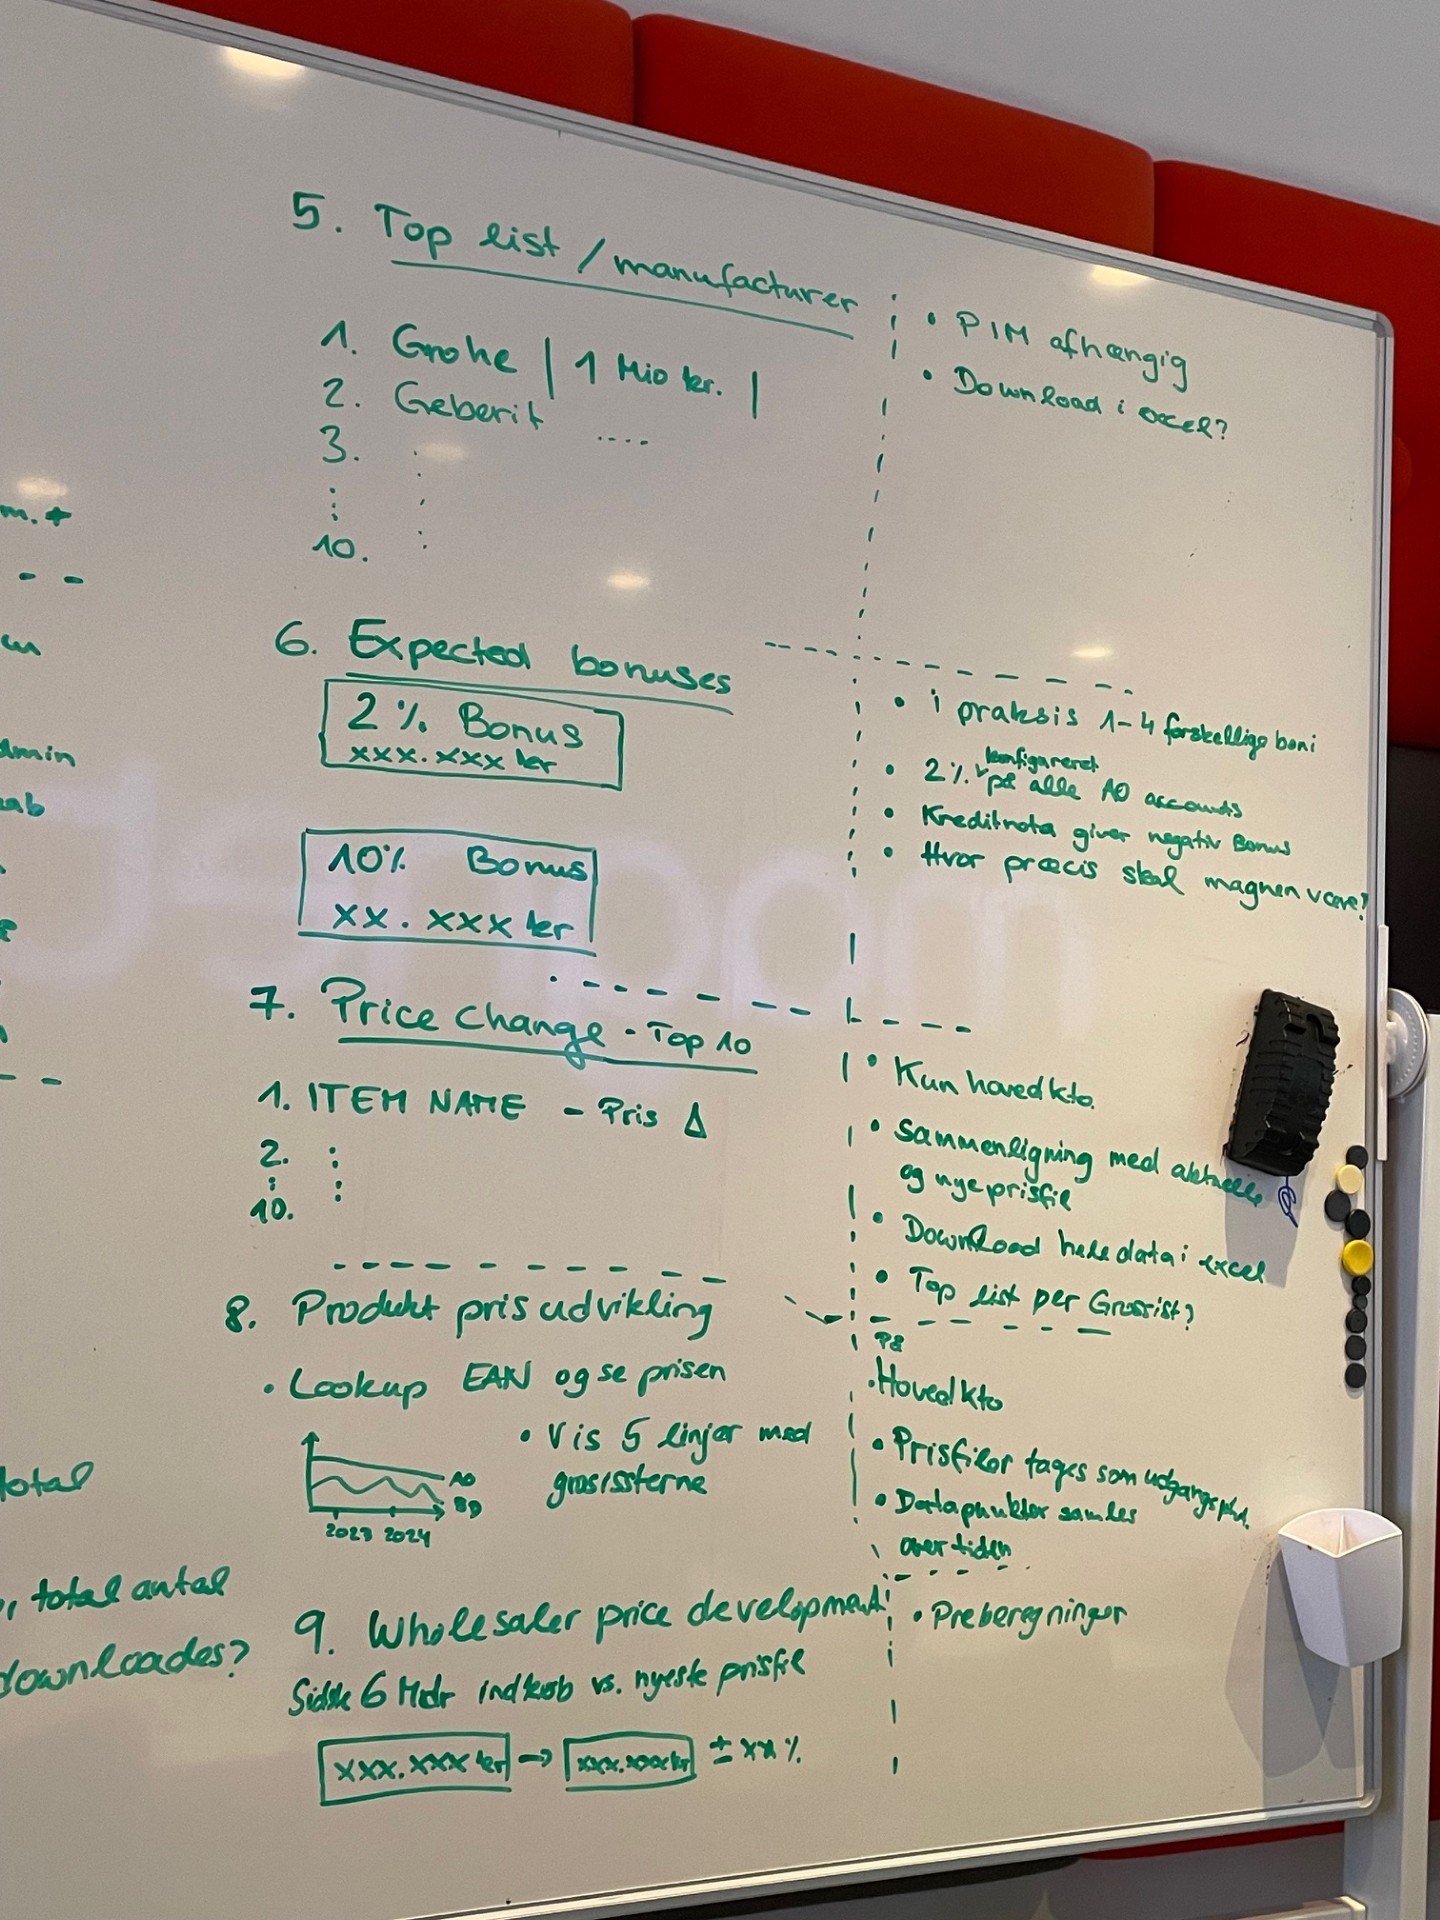 5. Top list / manufacturer
1. Grohe | 1 Mio kr. |
2. Geberit ....
3.
10.
• PIM afhængig
• Download i excel?
6. Expected bonuses
2% Bonus
xxx.xxx kr
10% Bonus
xx.xxx kr
• i praksis 1-4 forskellige boni
• 2% konfigureret på alle AO accounts
• Kreditnota giver negativ Bonus
• Hvor præcis skal magnen være?
7. Price change - Top 10
1. ITEM NAME - Pris Δ
2. :
10. :
• Kun hovedkto.
• Sammenligning med aktuelle
og nye prisfil
• Download hele data i excel
• Top list per Grossist?
8. Produkt pris udvikling
• Lookup EAN og se prisen
• Vis 5 linjer med
grosissterne
AO
BD
2023 2024
På
• Hovedkto
• Prisfiler tages som udgangspkt.
• Datapunkter samles
over tiden
9. Wholesaler price development
Sidste 6 Mdr indkøb vs. nyeste prisfil
xxx.xxx kr → xxx.xxx kr ± xx %
• Preberegninger
m. +
en
dmin
kab
total
, total antal
downloades?